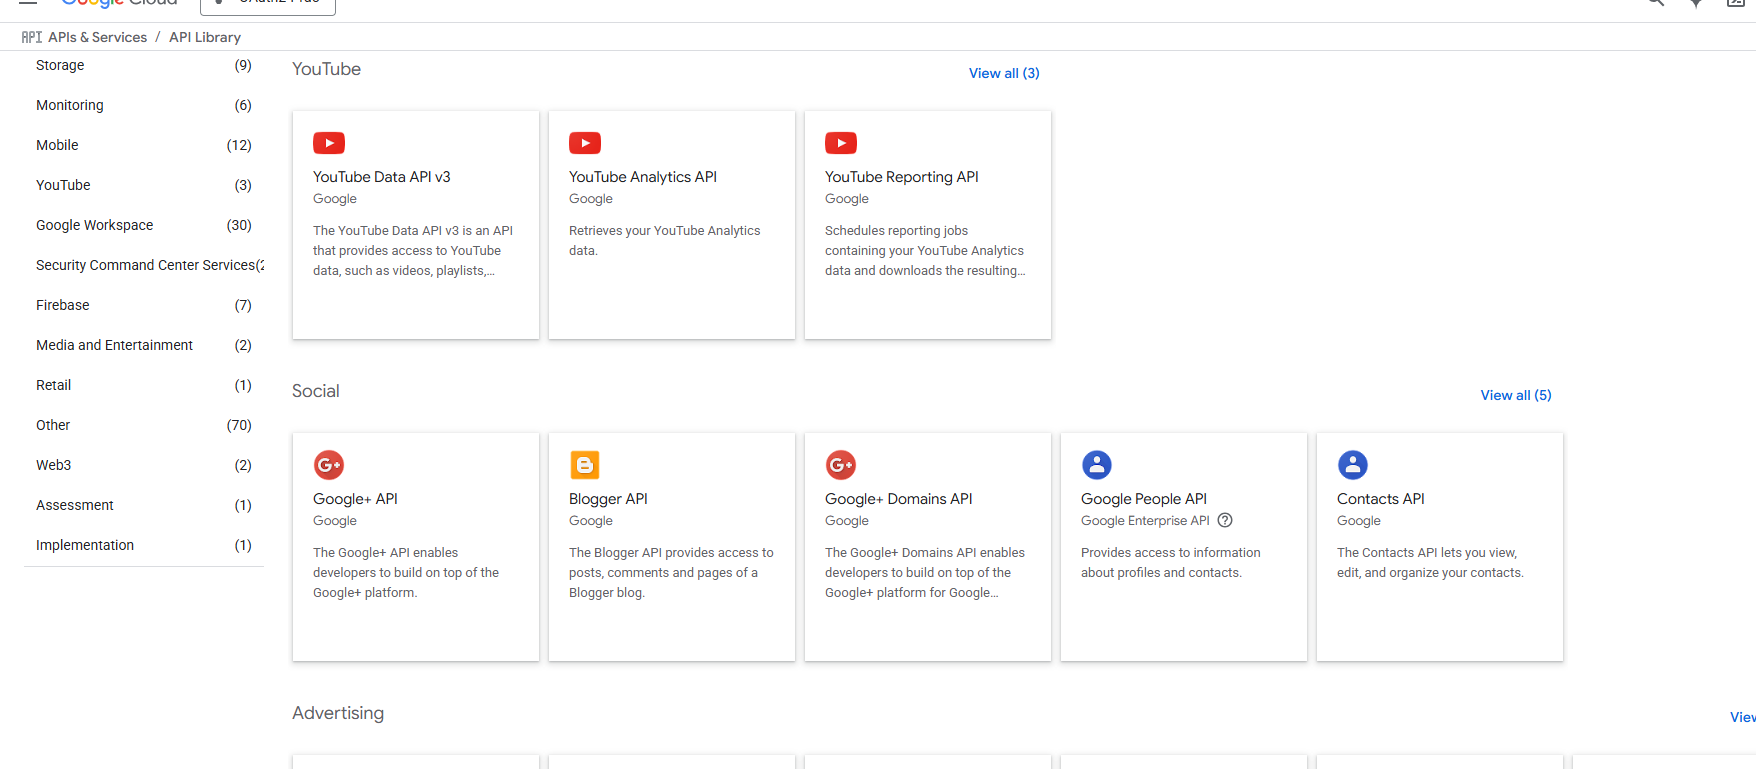 Google Cloud
APIs & Services / API Library
Storage (9)
Monitoring (6)
Mobile (12)
YouTube (3)
Google Workspace (30)
Security Command Center Services(2
Firebase (7)
Media and Entertainment (2)
Retail (1)
Other (70)
Web3 (2)
Assessment (1)
Implementation (1)
YouTube View all (3)
YouTube Data API v3
Google
The YouTube Data API v3 is an API
that provides access to YouTube
data, such as videos, playlists,...
YouTube Analytics API
Google
Retrieves your YouTube Analytics
data.
YouTube Reporting API
Google
Schedules reporting jobs
containing your YouTube Analytics
data and downloads the resulting...
Social View all (5)
Google+ API
Google
The Google+ API enables
developers to build on top of the
Google+ platform.
Blogger API
Google
The Blogger API provides access to
posts, comments and pages of a
Blogger blog.
Google+ Domains API
Google
The Google+ Domains API enables
developers to build on top of the
Google+ platform for Google...
Google People API
Google Enterprise API
Provides access to information
about profiles and contacts.
Contacts API
Google
The Contacts API lets you view,
edit, and organize your contacts.
Advertising View